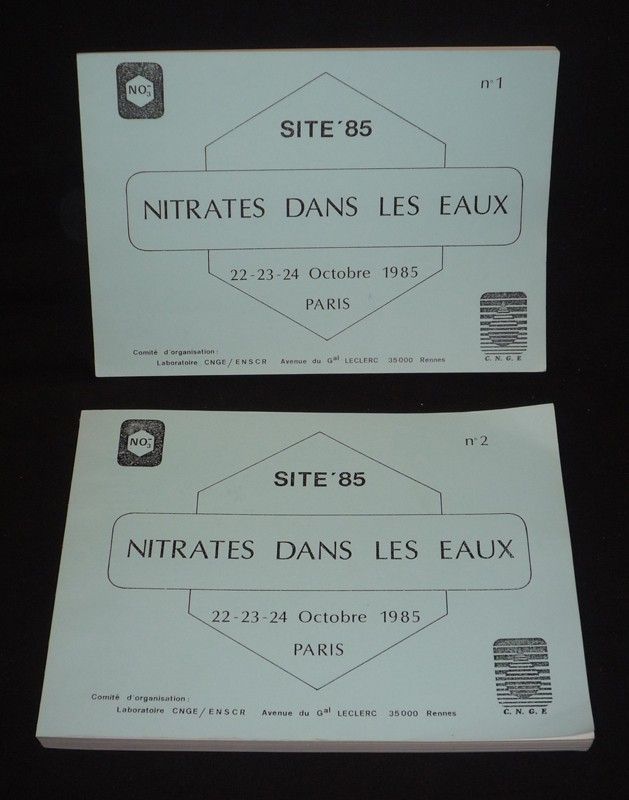 NO₃⁻
n°1
SITE ´85
NITRATES DANS LES EAUX
22-23-24 Octobre 1985
PARIS
Comité d'organisation:
Laboratoire CNGE/ENSCR Avenue du Gal LECLERC 35000 Rennes
C. N. G. E
NO₃⁻
n°2
SITE ´85
NITRATES DANS LES EAUX
22-23-24 Octobre 1985
PARIS
Comité d'organisation:
Laboratoire CNGE/ENSCR Avenue du Gal LECLERC 35000 Rennes
C. N. G. E